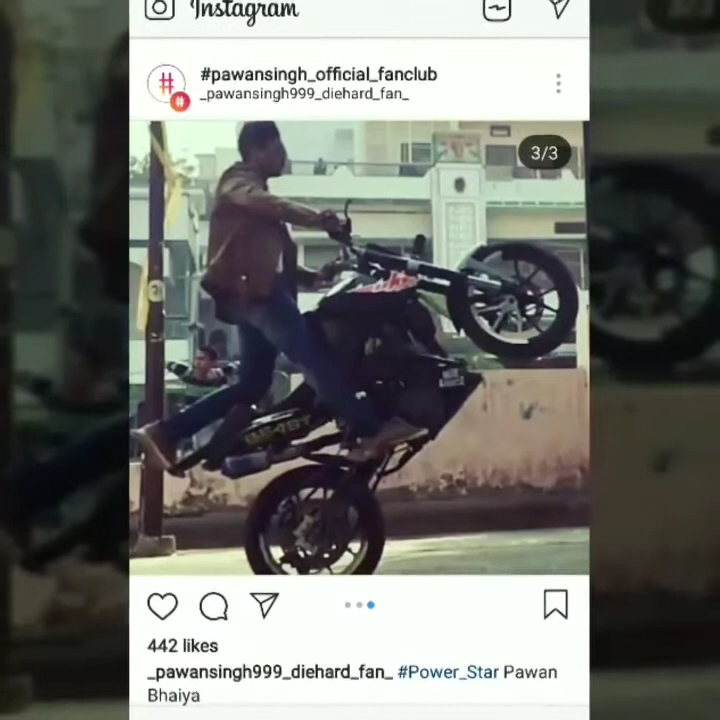 Instagram
#pawansingh_official_fanclub
_pawansingh999_diehard_fan_
3/3
442 likes
_pawansingh999_diehard_fan_ #Power_Star Pawan
Bhaiya